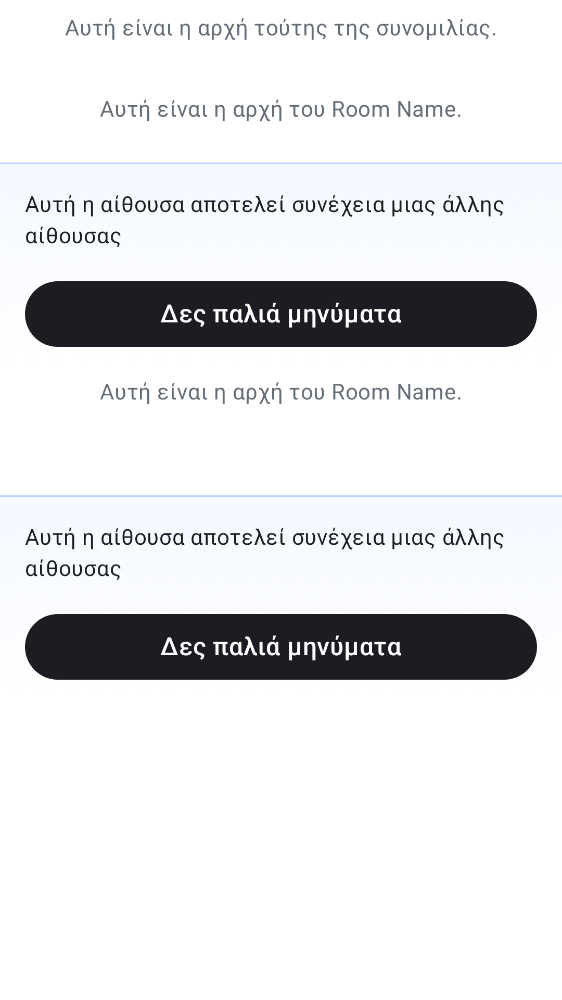 Αυτή είναι η αρχή τούτης της συνομιλίας.
Αυτή είναι η αρχή του Room Name.
Αυτή η αίθουσα αποτελεί συνέχεια μιας άλλης
αίθουσας
Δες παλιά μηνύματα
Αυτή είναι η αρχή του Room Name.
Αυτή η αίθουσα αποτελεί συνέχεια μιας άλλης
αίθουσας
Δες παλιά μηνύματα